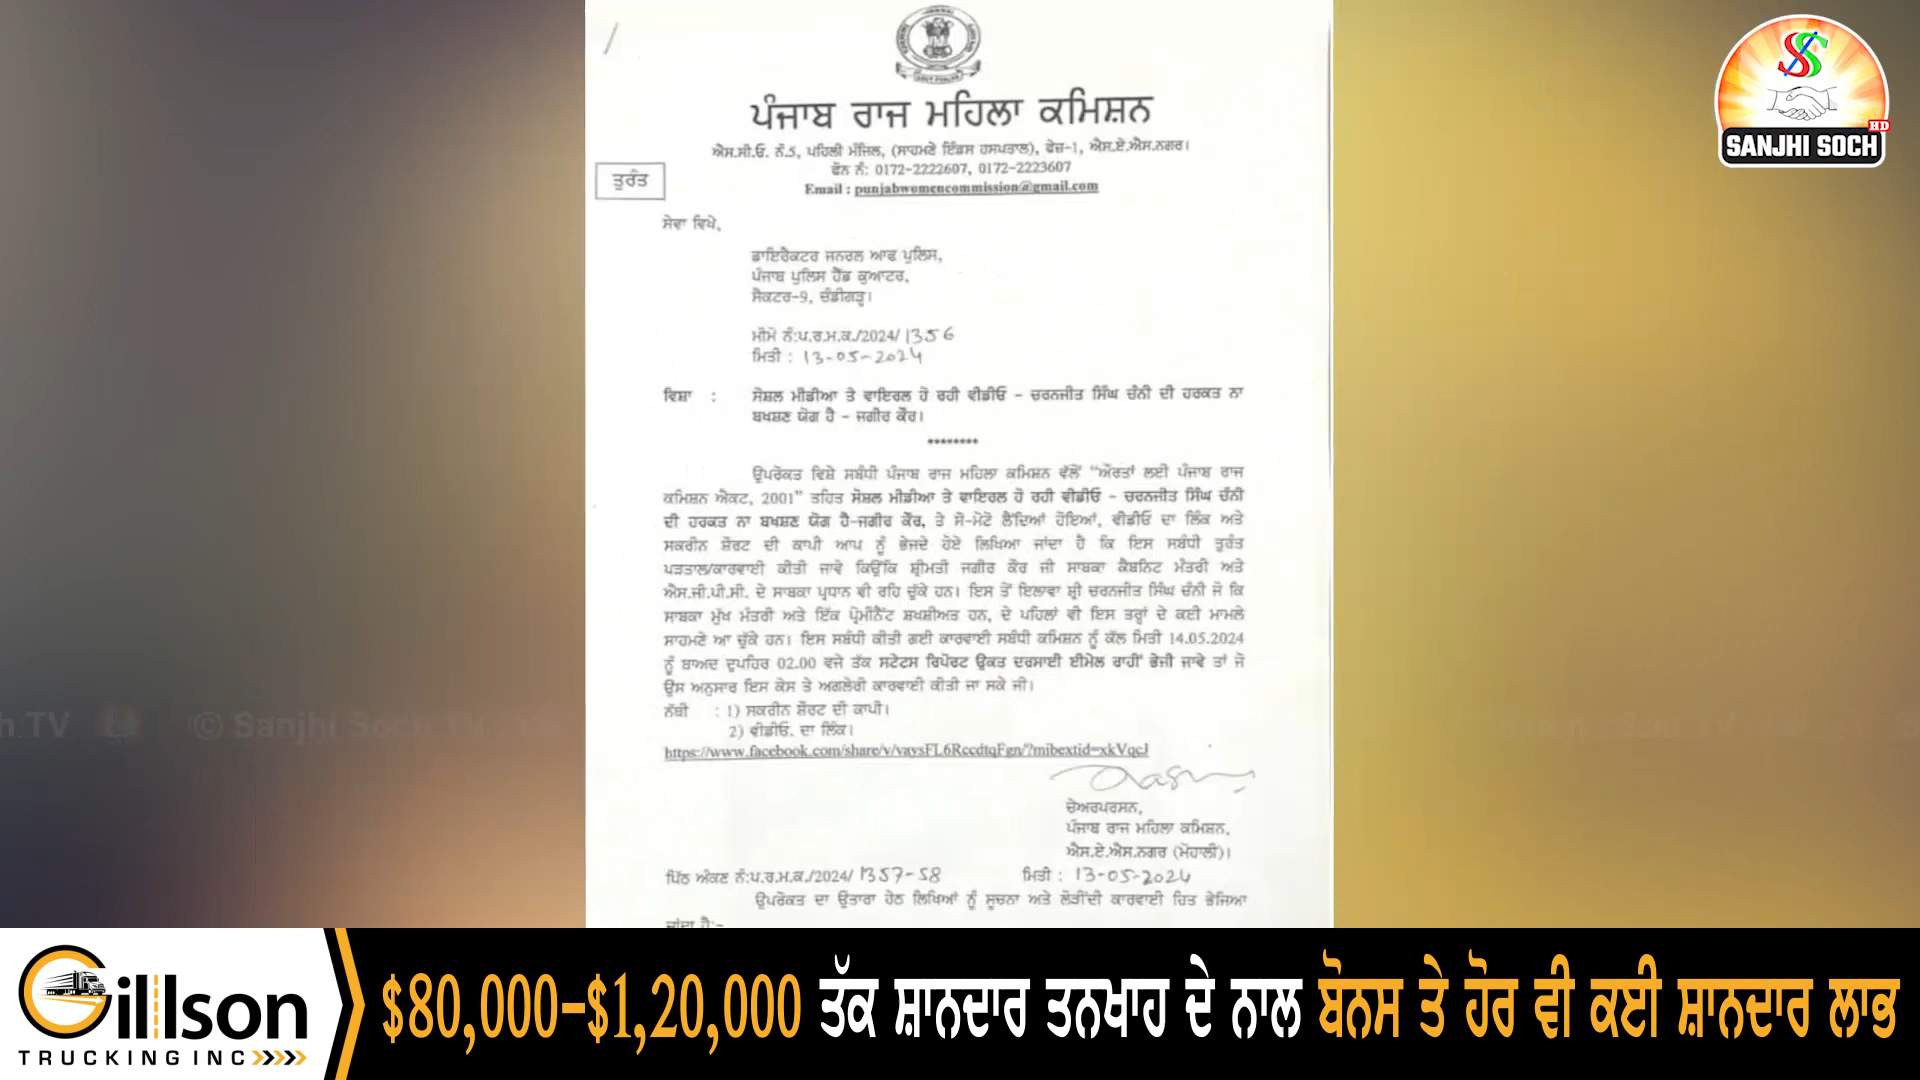 ਪੰਜਾਬ ਰਾਜ ਮਹਿਲਾ ਕਮਿਸ਼ਨ
ਐਸ.ਸੀ.ਓ. ਨੰ.5, ਪਹਿਲੀ ਮੰਜਿਲ, (ਸਾਹਮਣੇ ਇੰਡਸ ਹਸਪਤਾਲ), ਫੇਜ਼-1, ਐਸ.ਏ.ਐਸ.ਨਗਰ।
ਫੋਨ ਨੰ: 0172-2222607, 0172-2223607
Email : punjabwomencommission@gmail.com
ਤੁਰੰਤ
ਸੇਵਾ ਵਿਖੇ,
ਡਾਇਰੈਕਟਰ ਜਨਰਲ ਆਫ ਪੁਲਿਸ,
ਪੰਜਾਬ ਪੁਲਿਸ ਹੈੱਡ ਕੁਆਟਰ,
ਸੈਕਟਰ-9, ਚੰਡੀਗੜ੍ਹ।
ਮੀਮੋ ਨੰ:ਪ.ਰ.ਮ.ਕ./2024/ 1356
ਮਿਤੀ : 13-05-2024
ਵਿਸ਼ਾ : ਸੋਸ਼ਲ ਮੀਡੀਆ ਤੇ ਵਾਇਰਲ ਹੋ ਰਹੀ ਵੀਡੀਓ - ਚਰਨਜੀਤ ਸਿੰਘ ਚੰਨੀ ਦੀ ਹਰਕਤ ਨਾ
ਬਖਸ਼ਣ ਯੋਗ ਹੈ - ਜਗੀਰ ਕੌਰ।
********
ਉਪਰੋਕਤ ਵਿਸ਼ੇ ਸਬੰਧੀ ਪੰਜਾਬ ਰਾਜ ਮਹਿਲਾ ਕਮਿਸ਼ਨ ਵੱਲੋਂ "ਔਰਤਾਂ ਲਈ ਪੰਜਾਬ ਰਾਜ
ਕਮਿਸ਼ਨ ਐਕਟ, 2001" ਤਹਿਤ ਸੋਸ਼ਲ ਮੀਡੀਆ ਤੇ ਵਾਇਰਲ ਹੋ ਰਹੀ ਵੀਡੀਓ - ਚਰਨਜੀਤ ਸਿੰਘ ਚੰਨੀ
ਦੀ ਹਰਕਤ ਨਾ ਬਖਸ਼ਣ ਯੋਗ ਹੈ-ਜਗੀਰ ਕੌਰ, ਤੇ ਸੋ-ਮੋਟੋ ਲੈਂਦਿਆਂ ਹੋਇਆਂ, ਵੀਡੀਓ ਦਾ ਲਿੰਕ ਅਤੇ
ਸਕਰੀਨ ਸ਼ੋਰਟ ਦੀ ਕਾਪੀ ਆਪ ਨੂੰ ਭੇਜਦੇ ਹੋਏ ਲਿਖਿਆ ਜਾਂਦਾ ਹੈ ਕਿ ਇਸ ਸਬੰਧੀ ਤੁਰੰਤ
ਪੜਤਾਲ/ਕਾਰਵਾਈ ਕੀਤੀ ਜਾਵੇ ਕਿਉਂਕਿ ਸ਼੍ਰੀਮਤੀ ਜਗੀਰ ਕੌਰ ਜੀ ਸਾਬਕਾ ਕੈਬਨਿਟ ਮੰਤਰੀ ਅਤੇ
ਐਸ.ਜੀ.ਪੀ.ਸੀ. ਦੇ ਸਾਬਕਾ ਪ੍ਰਧਾਨ ਵੀ ਰਹਿ ਚੁੱਕੇ ਹਨ। ਇਸ ਤੋਂ ਇਲਾਵਾ ਸ਼੍ਰੀ ਚਰਨਜੀਤ ਸਿੰਘ ਚੰਨੀ ਜੋ ਕਿ
ਸਾਬਕਾ ਮੁੱਖ ਮੰਤਰੀ ਅਤੇ ਇੱਕ ਪ੍ਰੋਮੀਨੈਂਟ ਸ਼ਖਸ਼ੀਅਤ ਹਨ, ਦੇ ਪਹਿਲਾਂ ਵੀ ਇਸ ਤਰ੍ਹਾਂ ਦੇ ਕਈ ਮਾਮਲੇ
ਸਾਹਮਣੇ ਆ ਚੁੱਕੇ ਹਨ। ਇਸ ਸਬੰਧੀ ਕੀਤੀ ਗਈ ਕਾਰਵਾਈ ਸਬੰਧੀ ਕਮਿਸ਼ਨ ਨੂੰ ਕੱਲ ਮਿਤੀ 14.05.2024
ਨੂੰ ਬਾਅਦ ਦੁਪਹਿਰ 02.00 ਵਜੇ ਤੱਕ ਸਟੇਟਸ ਰਿਪੋਰਟ ਉਕਤ ਦਰਸਾਈ ਈਮੇਲ ਰਾਹੀਂ ਭੇਜੀ ਜਾਵੇ ਤਾਂ ਜੋ
ਉਸ ਅਨੁਸਾਰ ਇਸ ਕੇਸ ਤੇ ਅਗਲੇਰੀ ਕਾਰਵਾਈ ਕੀਤੀ ਜਾ ਸਕੇ ਜੀ।
ਨੱਥੀ : 1) ਸਕਰੀਨ ਸ਼ੋਰਟ ਦੀ ਕਾਪੀ।
2) ਵੀਡੀਓ. ਦਾ ਲਿੰਕ।
https://www.facebook.com/share/v/vaysFL6RccdtqFgn/?mibextid=xkVqcJ
ਚੇਅਰਪਰਸਨ,
ਪੰਜਾਬ ਰਾਜ ਮਹਿਲਾ ਕਮਿਸ਼ਨ,
ਐਸ.ਏ.ਐਸ.ਨਗਰ (ਮੋਹਾਲੀ)।
ਪਿੱਠ ਅੰਕਣ ਨੰ:ਪ.ਰ.ਮ.ਕ./2024/ 1357-58 ਮਿਤੀ : 13-05-2024
ਉਪਰੋਕਤ ਦਾ ਉਤਾਰਾ ਹੇਠ ਲਿਖਿਆਂ ਨੂੰ ਸੂਚਨਾ ਅਤੇ ਲੋੜੀਂਦੀ ਕਾਰਵਾਈ ਹਿਤ ਭੇਜਿਆ
ਜਾਂਦਾ ਹੈ:-
SS
HD
SANJHI SOCH
h.TV
© Sanjhi Soch TV
Gillson
TRUCKING INC
$80,000-$1,20,000 ਤੱਕ ਸ਼ਾਨਦਾਰ ਤਨਖਾਹ ਦੇ ਨਾਲ ਬੋਨਸ ਤੇ ਹੋਰ ਵੀ ਕਈ ਸ਼ਾਨਦਾਰ ਲਾਭ